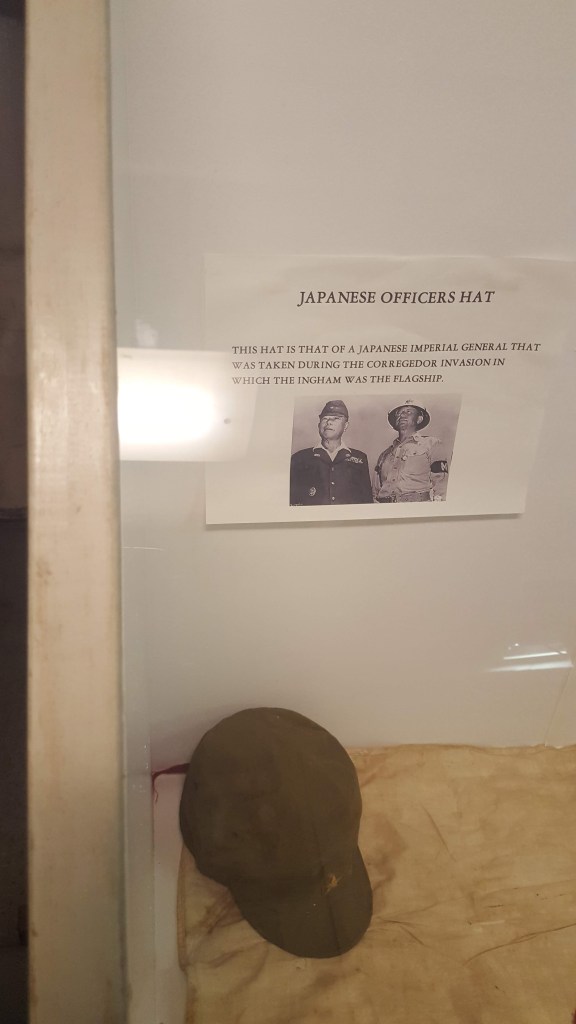 JAPANESE OFFICERS HAT
THIS HAT IS THAT OF A JAPANESE IMPERIAL GENERAL THAT
WAS TAKEN DURING THE CORREGEDOR INVASION IN
WHICH THE INGHAM WAS THE FLAGSHIP.